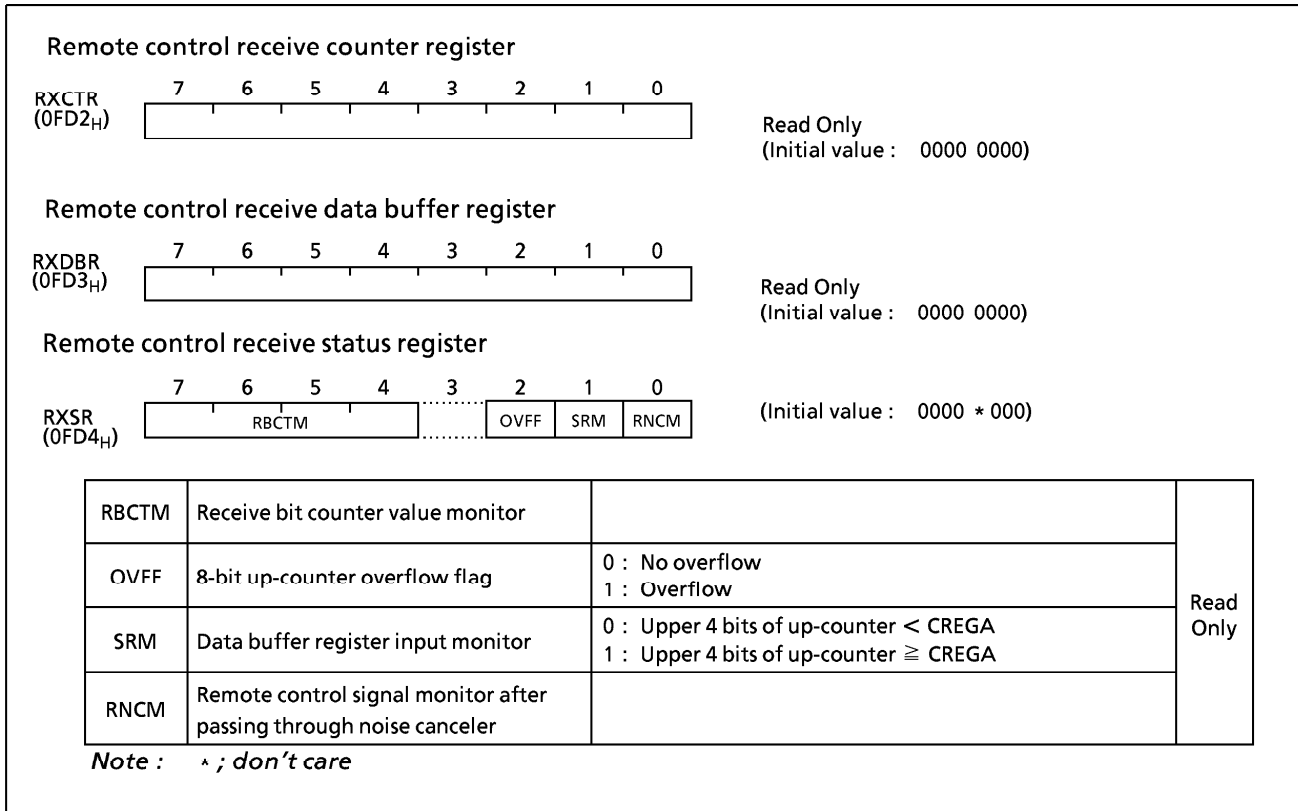 Remote control receive counter register
7 6 5 4 3 2 1 0
RXCTR
(0FD2H)
Read Only
(Initial value : 0000 0000)
Remote control receive data buffer register
7 6 5 4 3 2 1 0
RXDBR
(0FD3H)
Read Only
(Initial value : 0000 0000)
Remote control receive status register
7 6 5 4 3 2 1 0
RXSR
(0FD4H)
RBCTM OVFF SRM RNCM
(Initial value : 0000 * 000)
RBCTM Receive bit counter value monitor
OVFF 8-bit up-counter overflow flag
0 : No overflow
1 : Overflow
SRM Data buffer register input monitor
0 : Upper 4 bits of up-counter < CREGA
1 : Upper 4 bits of up-counter ≧ CREGA
RNCM Remote control signal monitor after
passing through noise canceler
Read
Only
Note : * ; don't care